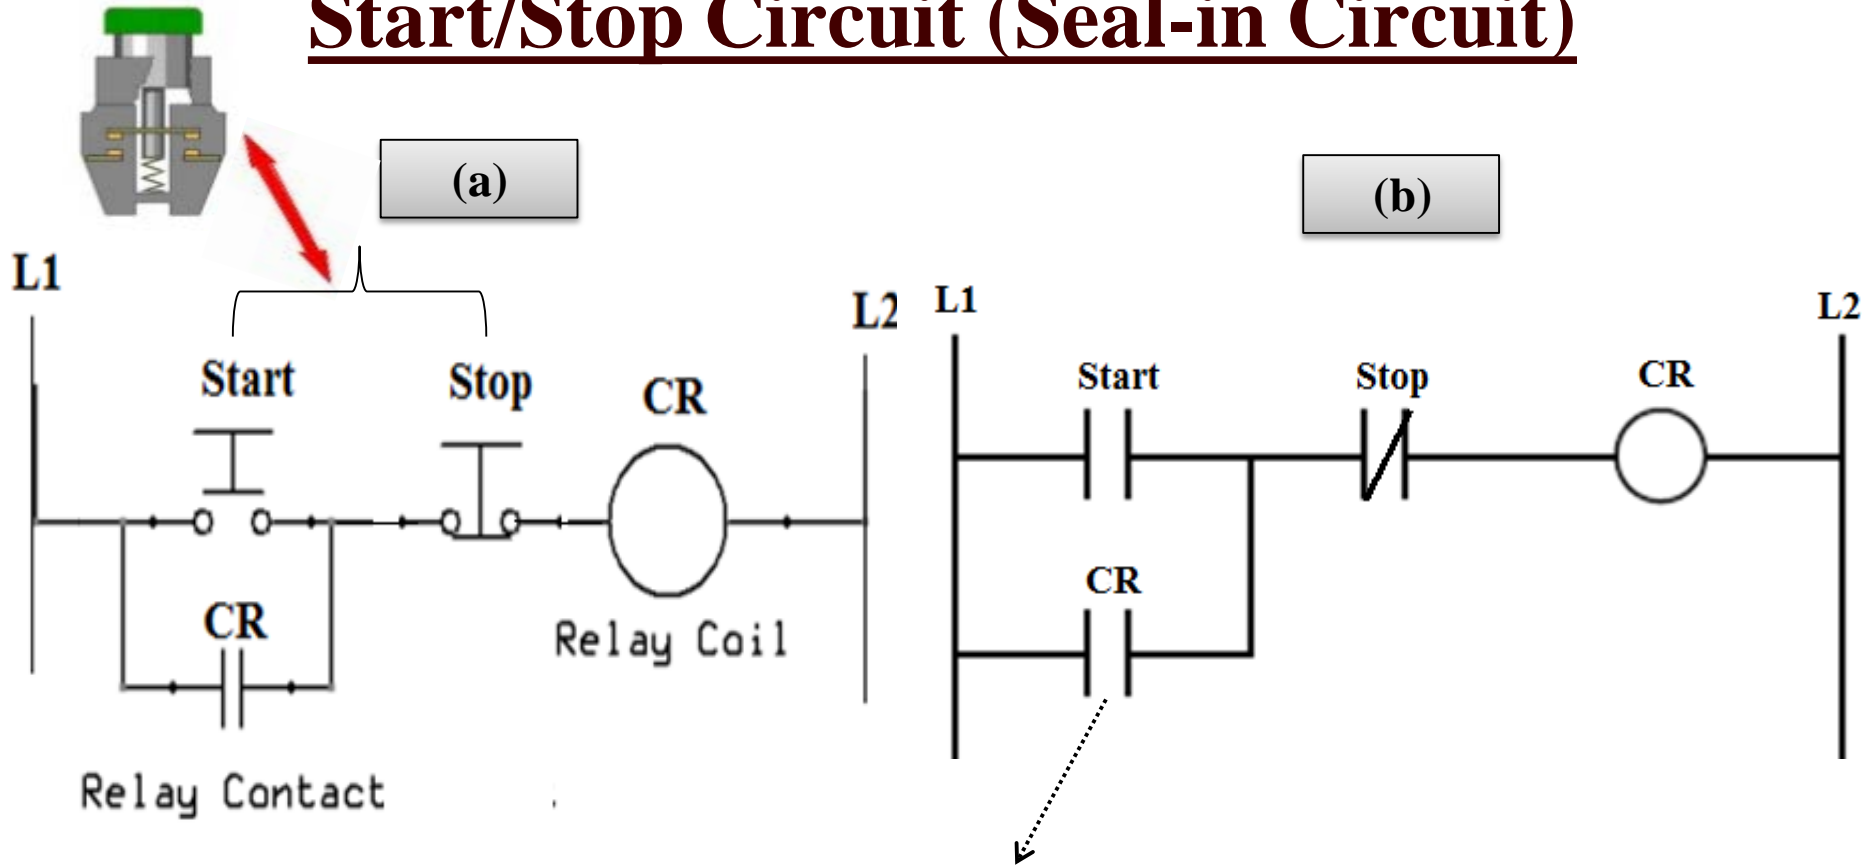 Start/Stop Circuit (Seal-in Circuit)
(a)
L1
L2
Start
Stop
CR
CR
Relay Coil
Relay Contact
(b)
L1
L2
Start
Stop
CR
CR